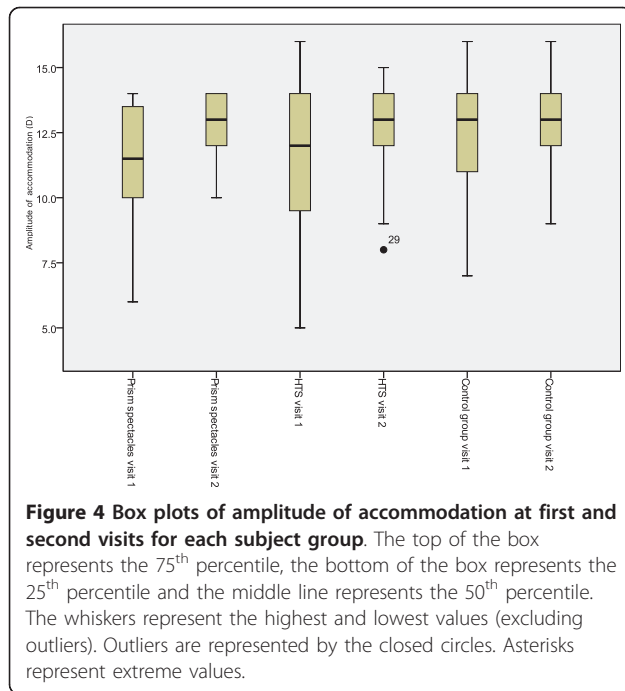 15.0
12.5
10.0
7.5
5.0
Amplitude of accommodation (D)
29
Prism spectacles visit 1
Prism spectacles visit 2
HTS visit 1
HTS visit 2
Control group visit 1
Control group visit 2
Figure 4 Box plots of amplitude of accommodation at first and
second visits for each subject group. The top of the box
represents the 75th percentile, the bottom of the box represents the
25th percentile and the middle line represents the 50th percentile.
The whiskers represent the highest and lowest values (excluding
outliers). Outliers are represented by the closed circles. Asterisks
represent extreme values.